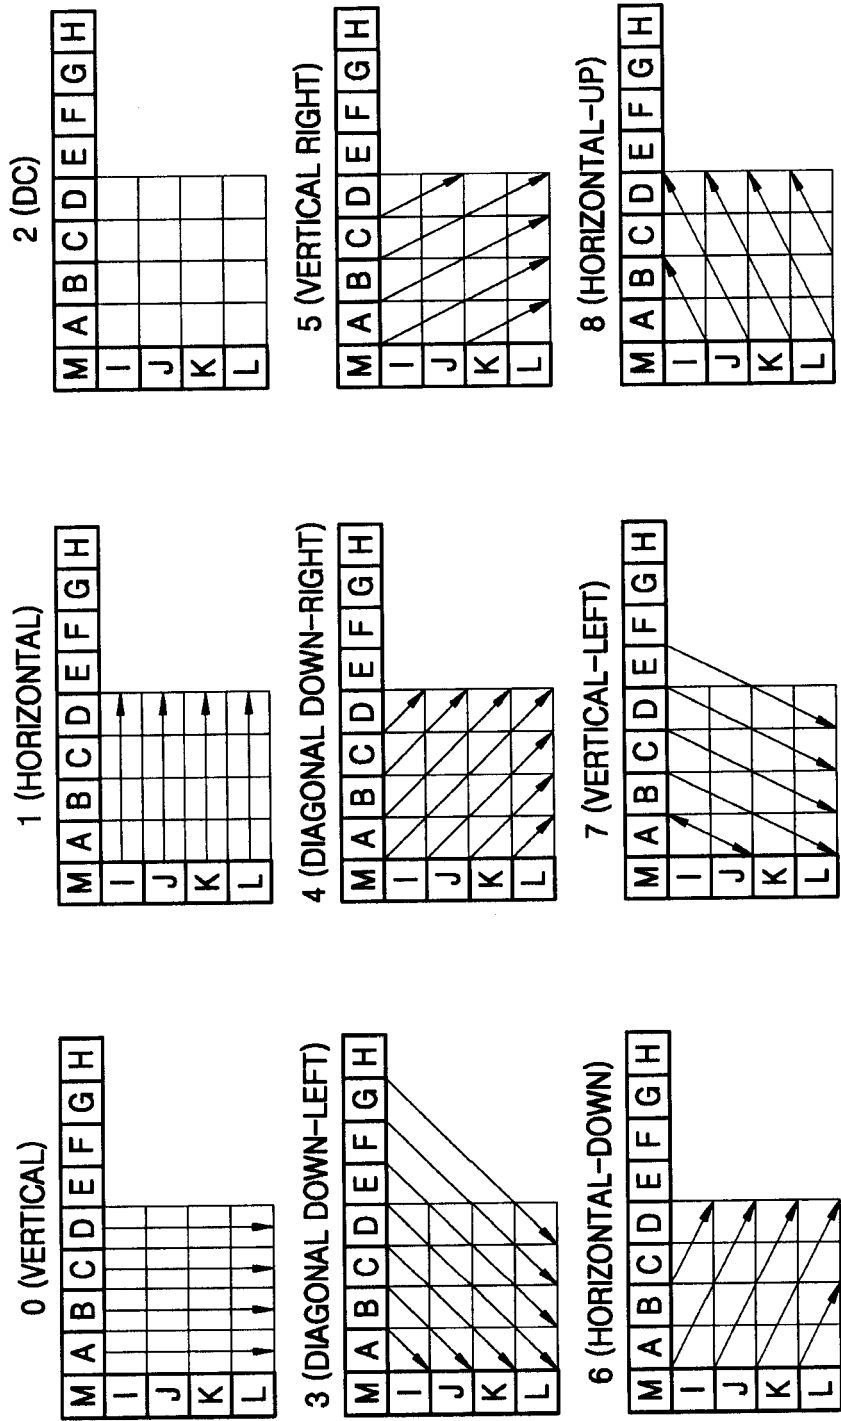 0 (VERTICAL)
M A B C D E F G H
I
J
K
L
1 (HORIZONTAL)
M A B C D E F G H
I
J
K
L
2 (DC)
M A B C D E F G H
I
J
K
L
3 (DIAGONAL DOWN-LEFT)
M A B C D E F G H
I
J
K
L
4 (DIAGONAL DOWN-RIGHT)
M A B C D E F G H
I
J
K
L
5 (VERTICAL RIGHT)
M A B C D E F G H
I
J
K
L
6 (HORIZONTAL-DOWN)
M A B C D E F G H
I
J
K
L
7 (VERTICAL-LEFT)
M A B C D E F G H
I
J
K
L
8 (HORIZONTAL-UP)
M A B C D E F G H
I
J
K
L